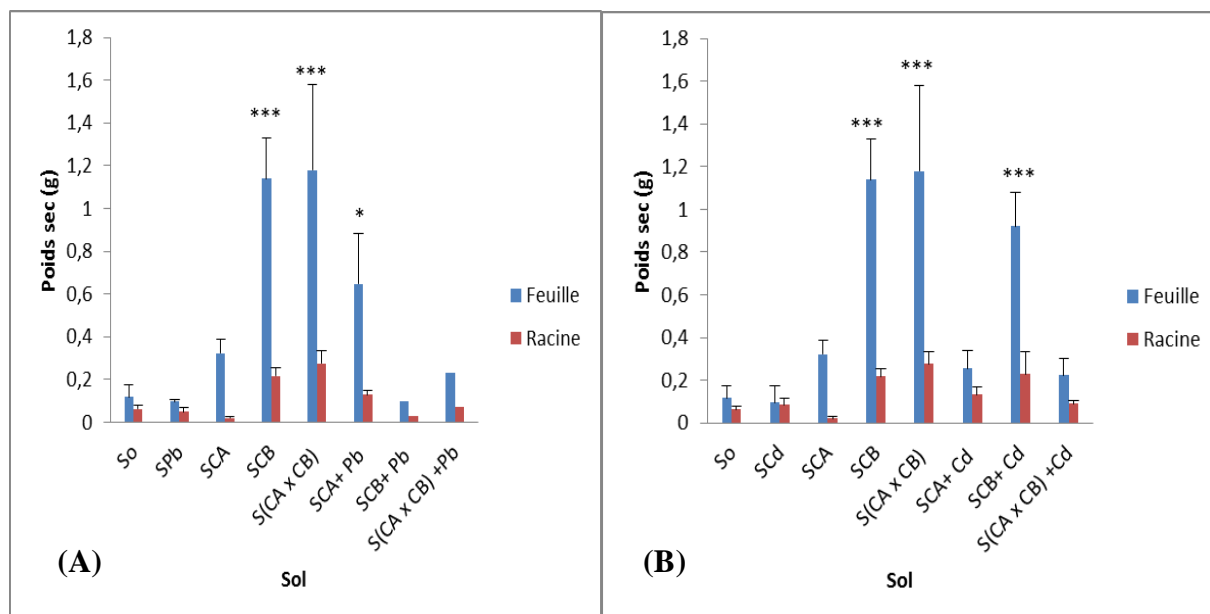 1,8
1,6
1,4
1,2
1
0,8
0,6
0,4
0,2
0
Poids sec (g)
***
***
*
Feuille
Racine
So
SPb
SCA
SCB
S(CA x CB)
SCA+ Pb
SCB+ Pb
S(CA x CB) +Pb
(A)
Sol
1,8
1,6
1,4
1,2
1
0,8
0,6
0,4
0,2
0
Poids sec (g)
***
***
***
Feuille
Racine
So
SCd
SCA
SCB
S(CA x CB)
SCA+ Cd
SCB+ Cd
S(CA x CB) +Cd
(B)
Sol